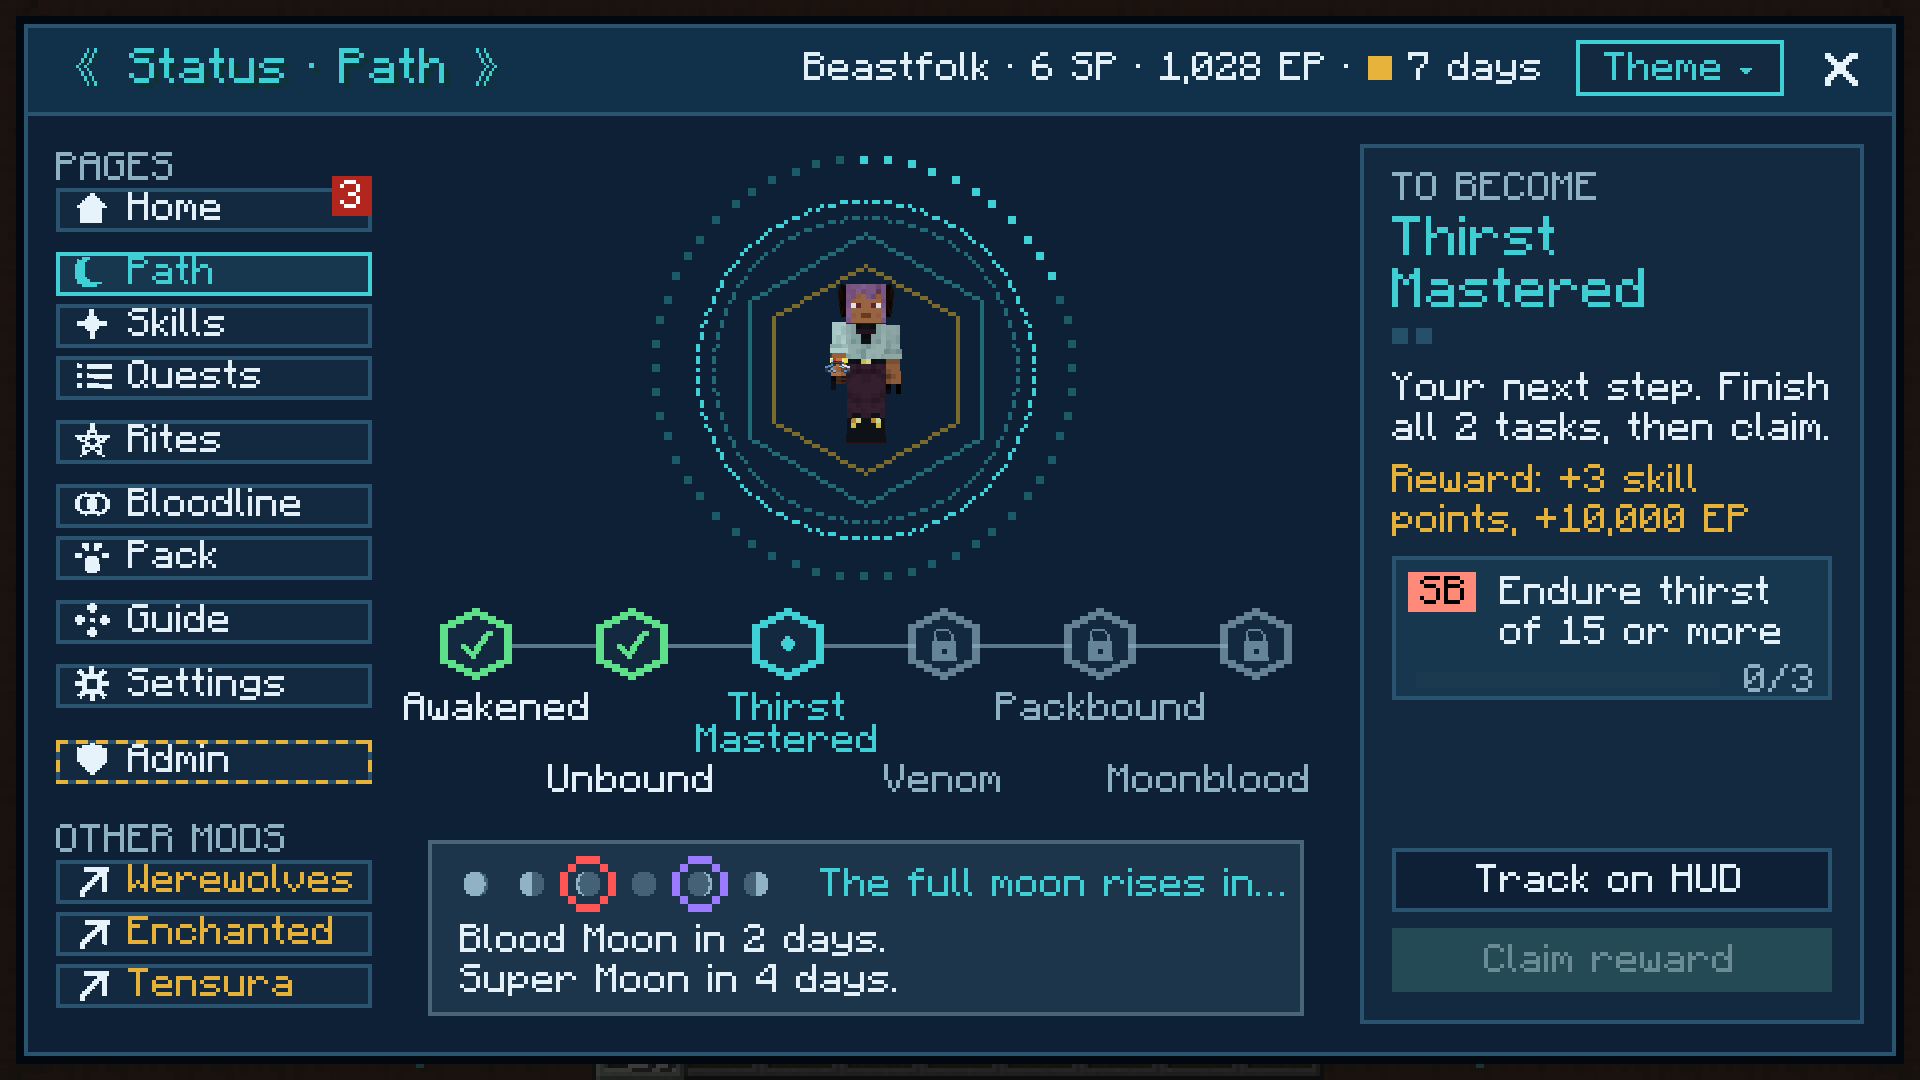 《 Status · Path 》
Beastfolk · 6 SP · 1,028 EP · 7 days
Theme
PAGES
Home
3
Path
Skills
Quests
Rites
Bloodline
Pack
Guide
Settings
Admin
OTHER MODS
Werewolves
Enchanted
Tensura
Awakened
Unbound
Thirst
Mastered
Venom
Packbound
Moonblood
The full moon rises in...
Blood Moon in 2 days.
Super Moon in 4 days.
TO BECOME
Thirst
Mastered
Your next step. Finish
all 2 tasks, then claim.
Reward: +3 skill
points, +10,000 EP
SB
Endure thirst
of 15 or more
0/3
Track on HUD
Claim reward